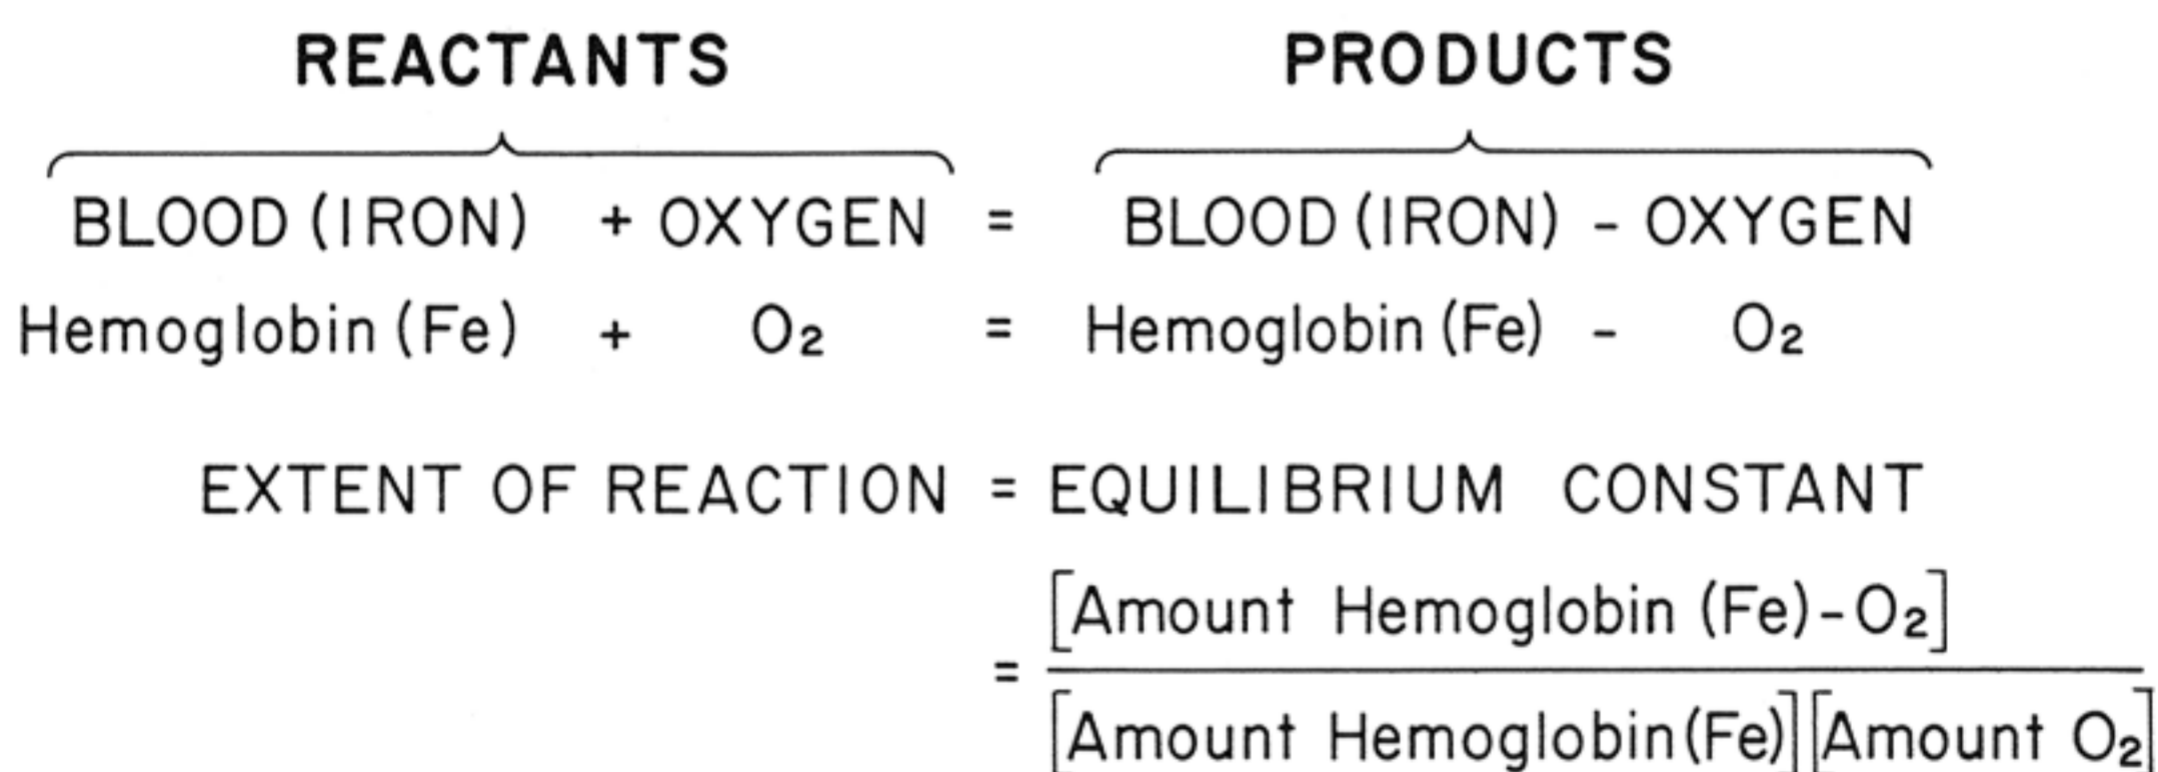 REACTANTS PRODUCTS
BLOOD (IRON) + OXYGEN = BLOOD (IRON) - OXYGEN
Hemoglobin (Fe) + O₂ = Hemoglobin (Fe) - O₂
EXTENT OF REACTION = EQUILIBRIUM CONSTANT
[Amount Hemoglobin (Fe)-O₂]
=
[Amount Hemoglobin(Fe)][Amount O₂]